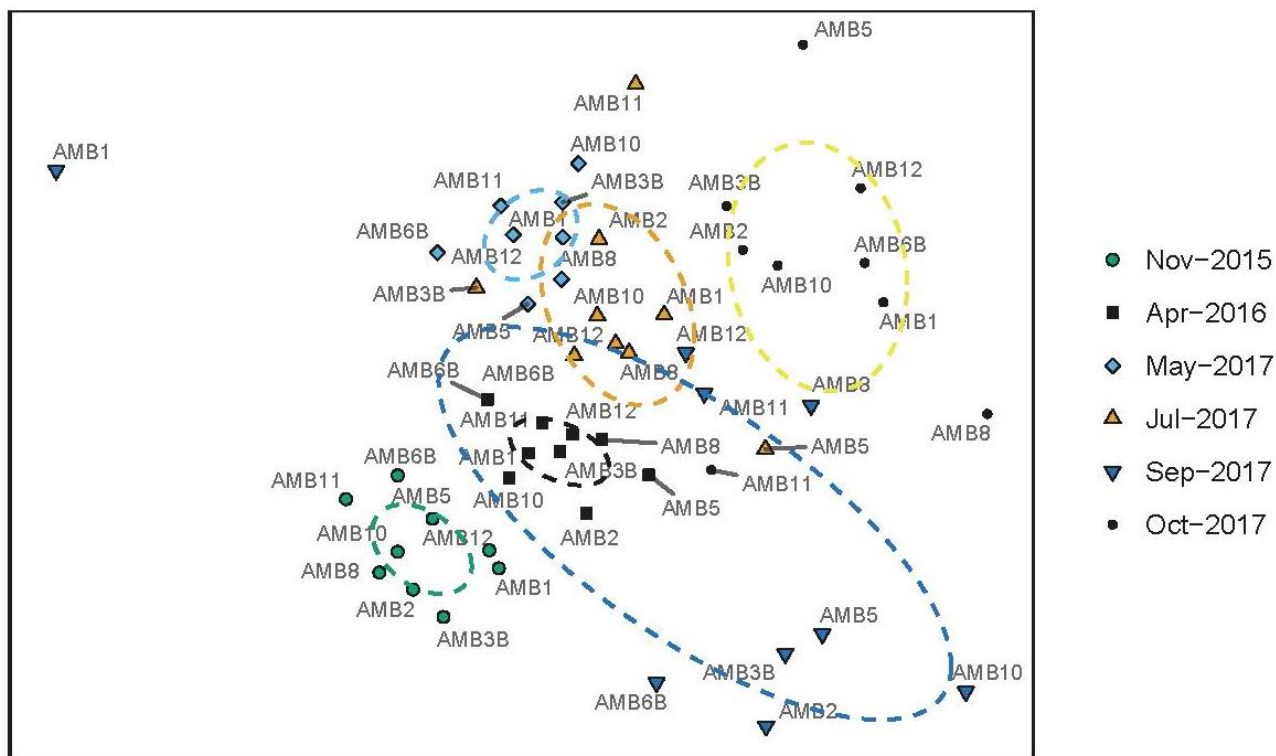 AMB5
AMB11
AMB10
AMB1
AMB11
AMB3B
AMB3B
AMB12
AMB1
AMB2
AMB2
AMB6B
AMB6B
AMB12
AMB8
AMB10
Nov−2015
AMB3B
AMB10
AMB1
AMB1
Apr−2016
AMB5
AMB12
AMB12
AMB6B
AMB6B
AMB8
May−2017
AMB8
AMB11
AMB12
AMB11
Jul−2017
AMB8
AMB8
AMB5
AMB6B
AMB1
AMB3B
Sep−2017
AMB11
AMB5
AMB10
AMB5
AMB11
Oct−2017
AMB10
AMB12
AMB2
AMB8
AMB1
AMB2
AMB5
AMB3B
AMB3B
AMB10
AMB6B
AMB2